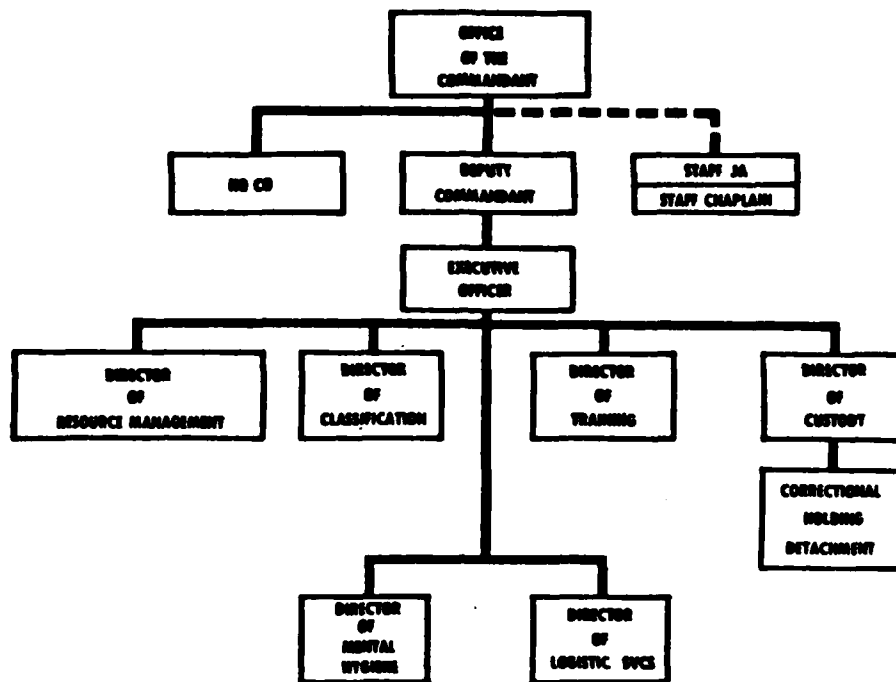 OFFICE
OF THE
COMMANDANT
HQ CO
DEPUTY
COMMANDANT
STAFF JA
STAFF CHAPLAIN
EXECUTIVE
OFFICER
DIRECTOR
OF
RESOURCE MANAGEMENT
DIRECTOR
OF
CLASSIFICATION
DIRECTOR
OF
TRAINING
DIRECTOR
OF
CUSTODY
CORRECTIONAL
HOLDING
DETACHMENT
DIRECTOR
OF
MENTAL
HYGIENE
DIRECTOR
OF
LOGISTIC SVCS